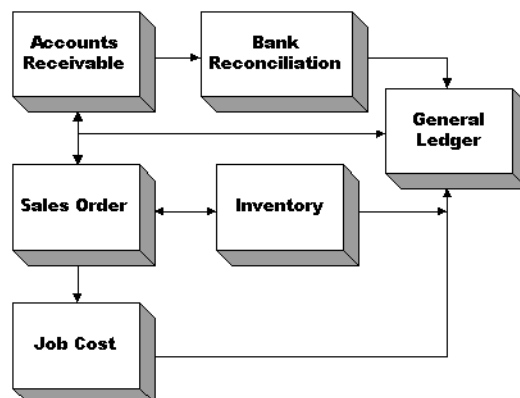 Accounts
Receivable
Bank
Reconciliation
General
Ledger
Sales Order
Inventory
Job Cost